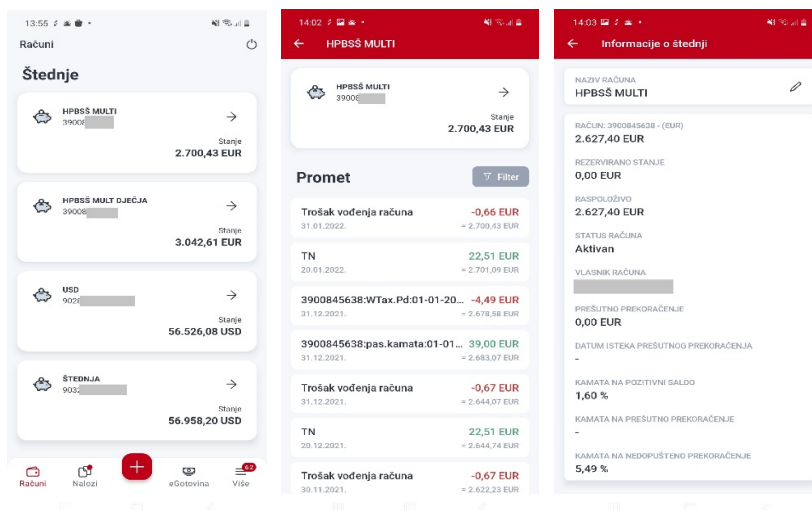 13:55
Računi
Štednje
HPBSŠ MULTI
39008
Stanje
2.700,43 EUR
HPBSŠ MULT DJEČJA
39008
Stanje
3.042,61 EUR
USD
902
Stanje
56.526,08 USD
ŠTEDNJA
9032
Stanje
56.958,20 USD
Računi
Nalozi
eGotovina
62
Više
14:02
HPBSŠ MULTI
HPBSŠ MULTI
39008
Stanje
2.700,43 EUR
Promet
Filter
Trošak vođenja računa -0,66 EUR
31.01.2022. = 2.700,43 EUR
TN 22,51 EUR
20.01.2022. = 2.701,09 EUR
3900845638:WTax.Pd:01-01-20... -4,49 EUR
31.12.2021. = 2.678,58 EUR
3900845638;pas.kamata:01-01... 39,00 EUR
31.12.2021. = 2.683,07 EUR
Trošak vođenja računa -0,67 EUR
31.12.2021. = 2.644,07 EUR
TN 22,51 EUR
20.12.2021. = 2.644,74 EUR
Trošak vođenja računa -0,67 EUR
30.11.2021. = 2.622,23 EUR
14:03
Informacije o štednji
NAZIV RAČUNA
HPBSŠ MULTI
RAČUN: 3900845638 - (EUR)
2.627,40 EUR
REZERVIRANO STANJE
0,00 EUR
RASPOLOŽIVO
2.627,40 EUR
STATUS RAČUNA
Aktivan
VLASNIK RAČUNA
PREŠUTNO PREKORAČENJE
0,00 EUR
DATUM ISTEKA PREŠUTNOG PREKORAČENJA
-
KAMATA NA POZITIVNI SALDO
1,60 %
KAMATA NA PREŠUTNO PREKORAČENJE
-
KAMATA NA NEDOPUŠTENO PREKORAČENJE
5,49 %